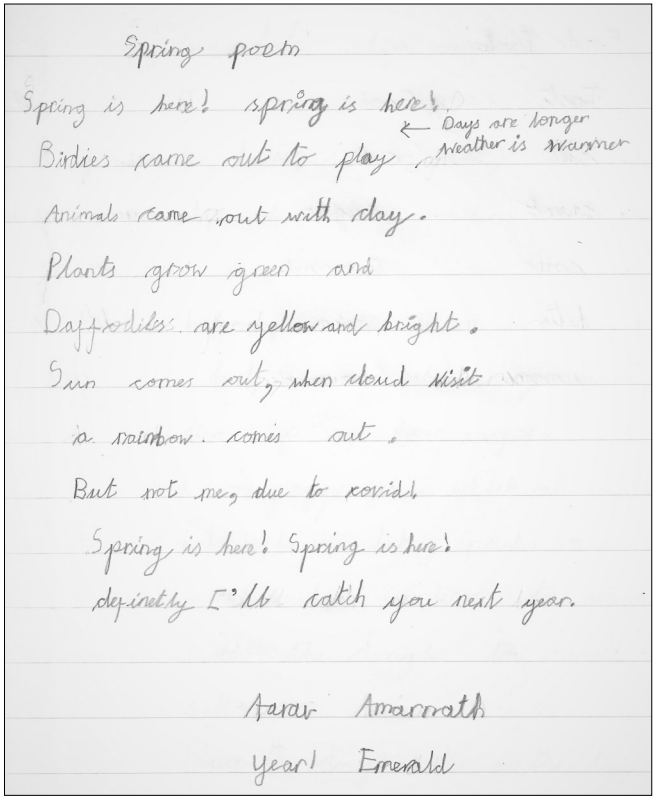 Spring poem
Spring is here! spring is here!
← Days are longer
weather is warmer
Birdies came out to play
Animals came out with day.
Plants grow green and
Daffodiles are yellow and bright.
Sun comes out, when cloud visit
a rainbow comes out.
But not me, due to covid!
Spring is here! Spring is here!
definetly I'll catch you next year.
Aarav Amarnath
Year 1 Emerald